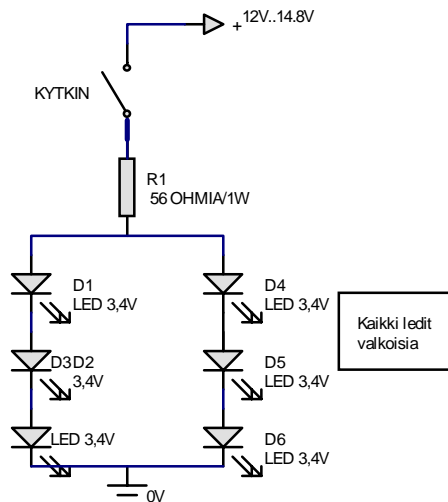 + 12V..14.8V
KYTKIN
R1
56 OHMIA/1W
D1
LED 3,4V
D4
LED 3,4V
Kaikki ledit
valkoisia
D3D2
3,4V
D5
LED 3,4V
LED 3,4V
D6
LED 3,4V
0V